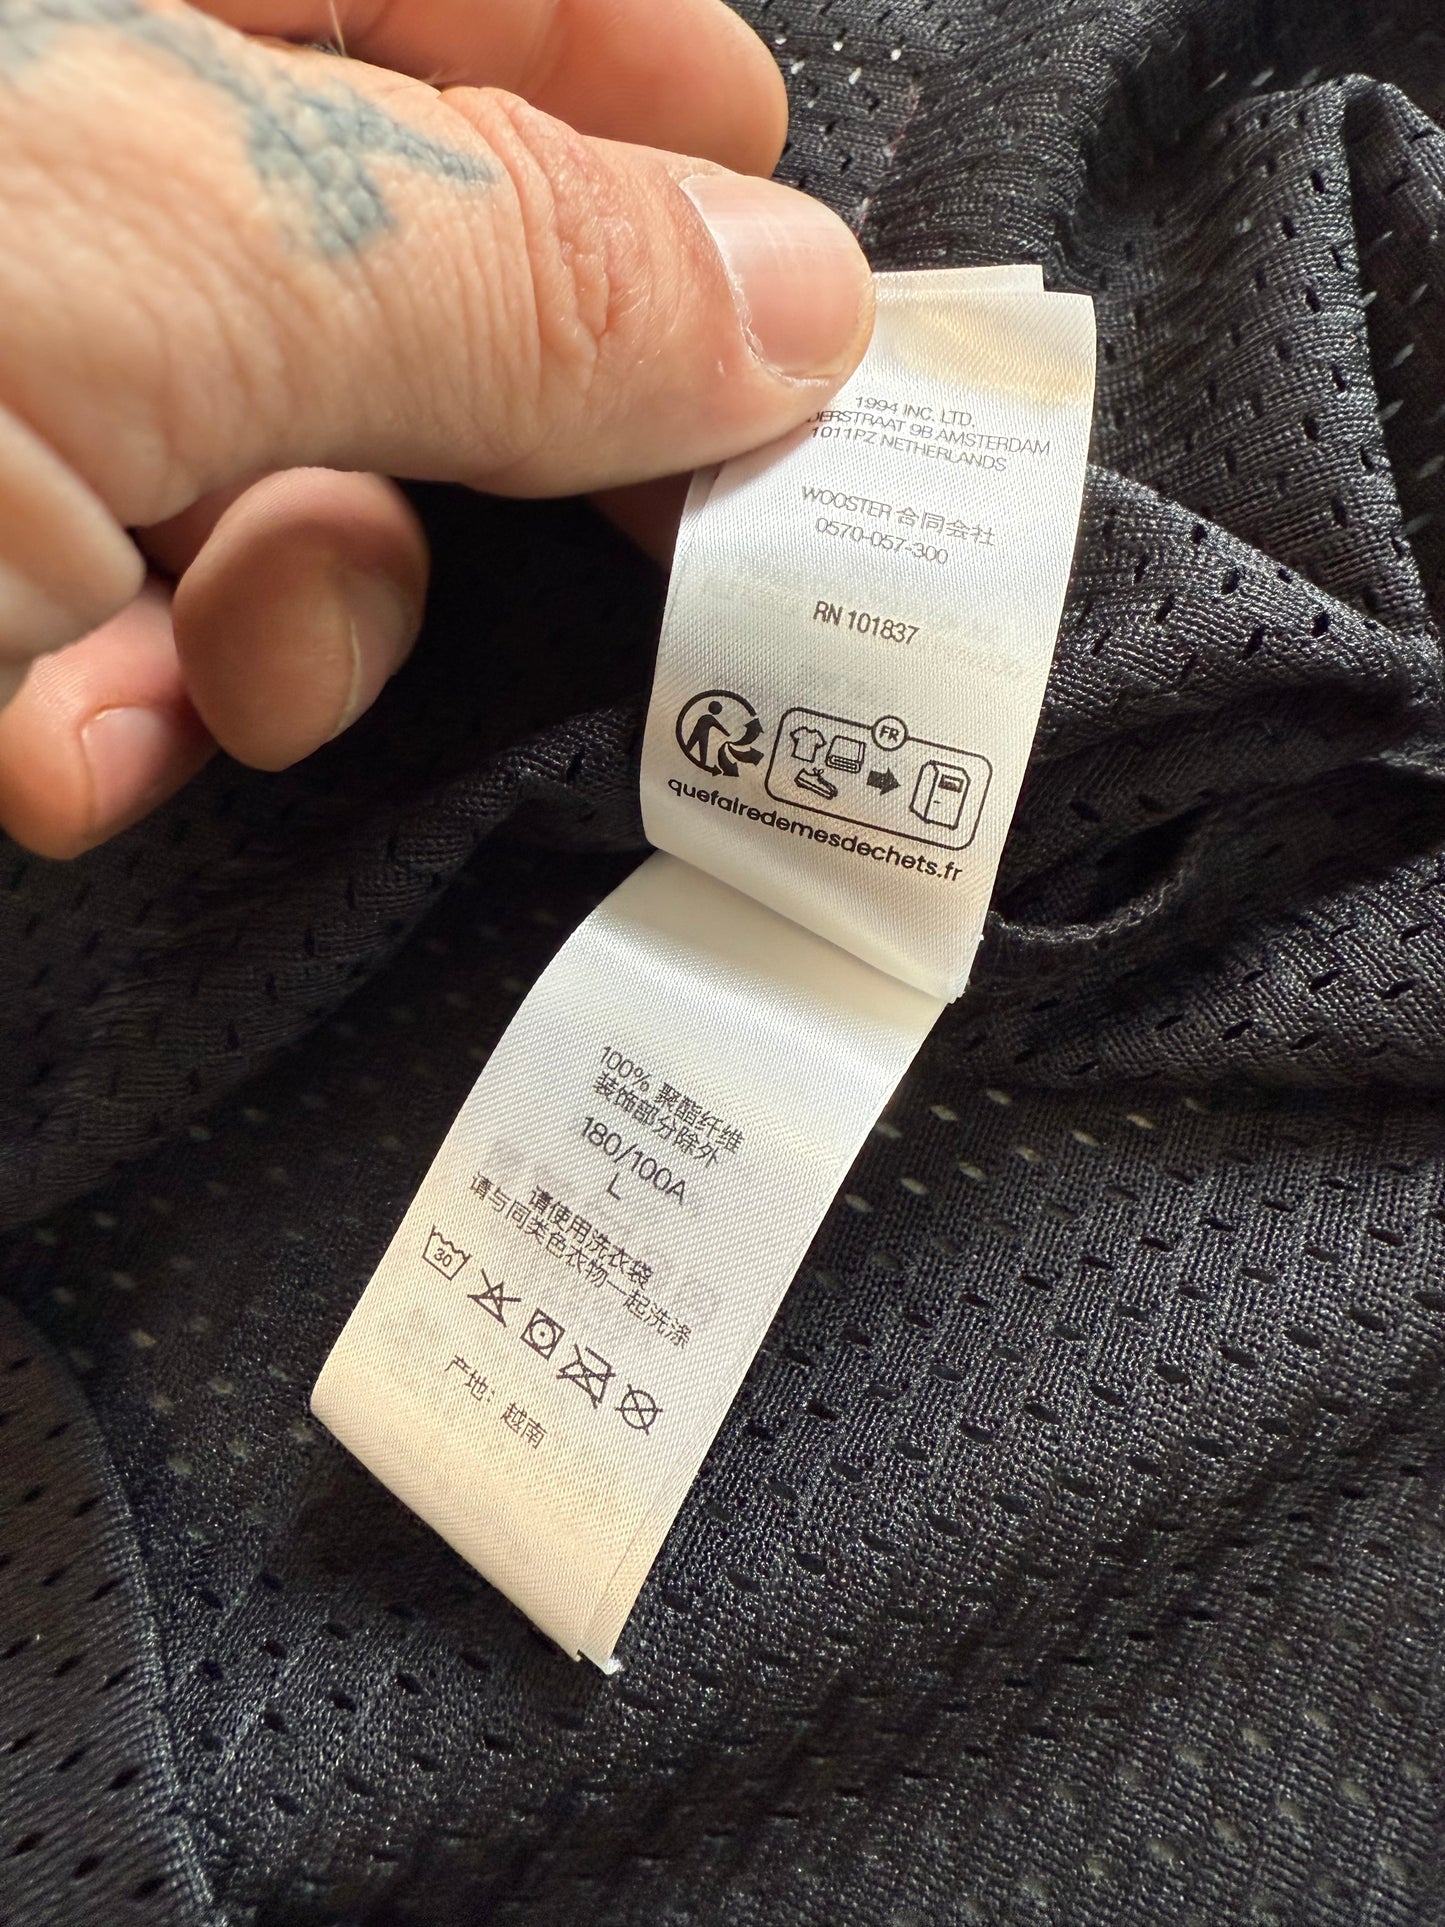 1994 INC. LTD.
DERSTRAAT 9B AMSTERDAM
1011PZ NETHERLANDS
WOOSTER 合同会社
0570-057-300
RN 101837
FR
quefairedemesdechets.fr
100% 聚酯纤维
装饰部分除外
180/100A
L
请使用洗衣袋
请与同类色衣物一起洗涤
30
产地：越南